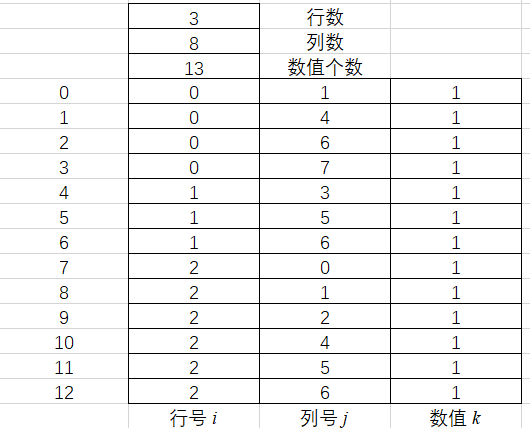 3 行数
8 列数
13 数值个数
0 0 1 1
1 0 4 1
2 0 6 1
3 0 7 1
4 1 3 1
5 1 5 1
6 1 6 1
7 2 0 1
8 2 1 1
9 2 2 1
10 2 4 1
11 2 5 1
12 2 6 1
行号 i 列号 j 数值 k